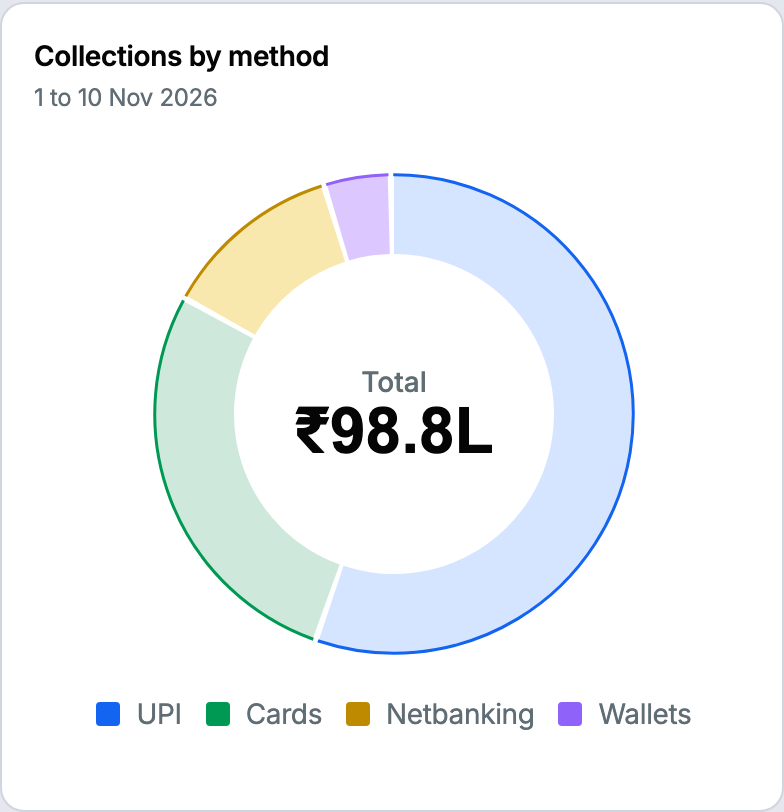 Collections by method
1 to 10 Nov 2026
Total
₹98.8L
UPI Cards Netbanking Wallets